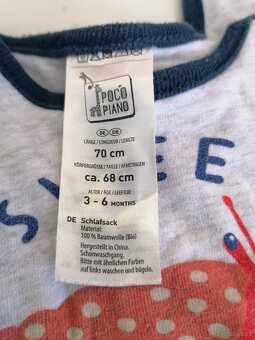 POCO
PIANO
BE DE
LÄNGE / LONGUEUR / LENGTE
70 cm
KÖRPERGRÖSSE / TAILLE / AFMETINGEN
ca. 68 cm
ALTER / ÂGE / LEEFTIJD
3 - 6 MONTHS
DE Schlafsack
Material:
100 % Baumwolle (Bio)
Hergestellt in China.
Schonwaschgang.
Bitte mit ähnlichen Farben
auf links waschen und bügeln.